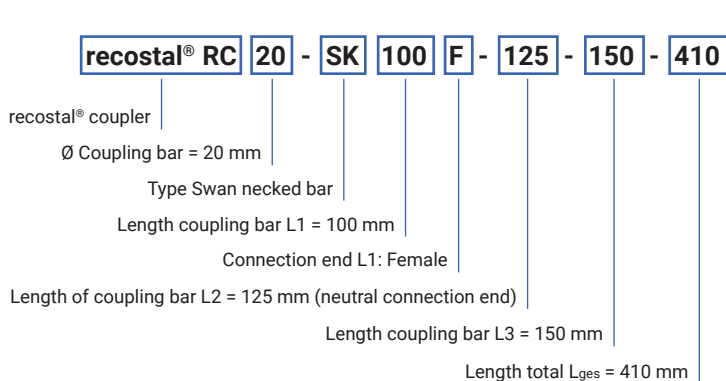 recostal® RC 20 - SK 100 F - 125 - 150 - 410
recostal® coupler
Ø Coupling bar = 20 mm
Type Swan necked bar
Length coupling bar L1 = 100 mm
Connection end L1: Female
Length of coupling bar L2 = 125 mm (neutral connection end)
Length coupling bar L3 = 150 mm
Length total Lges = 410 mm